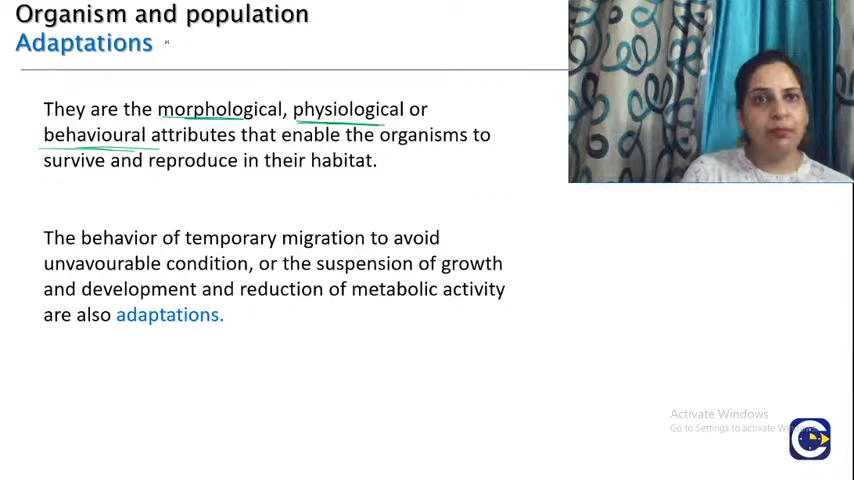 Organism and population
Adaptations
They are the morphological, physiological or
behavioural attributes that enable the organisms to
survive and reproduce in their habitat.
The behavior of temporary migration to avoid
unvavourable condition, or the suspension of growth
and development and reduction of metabolic activity
are also adaptations.
Activate Windows
Go to Settings to activate